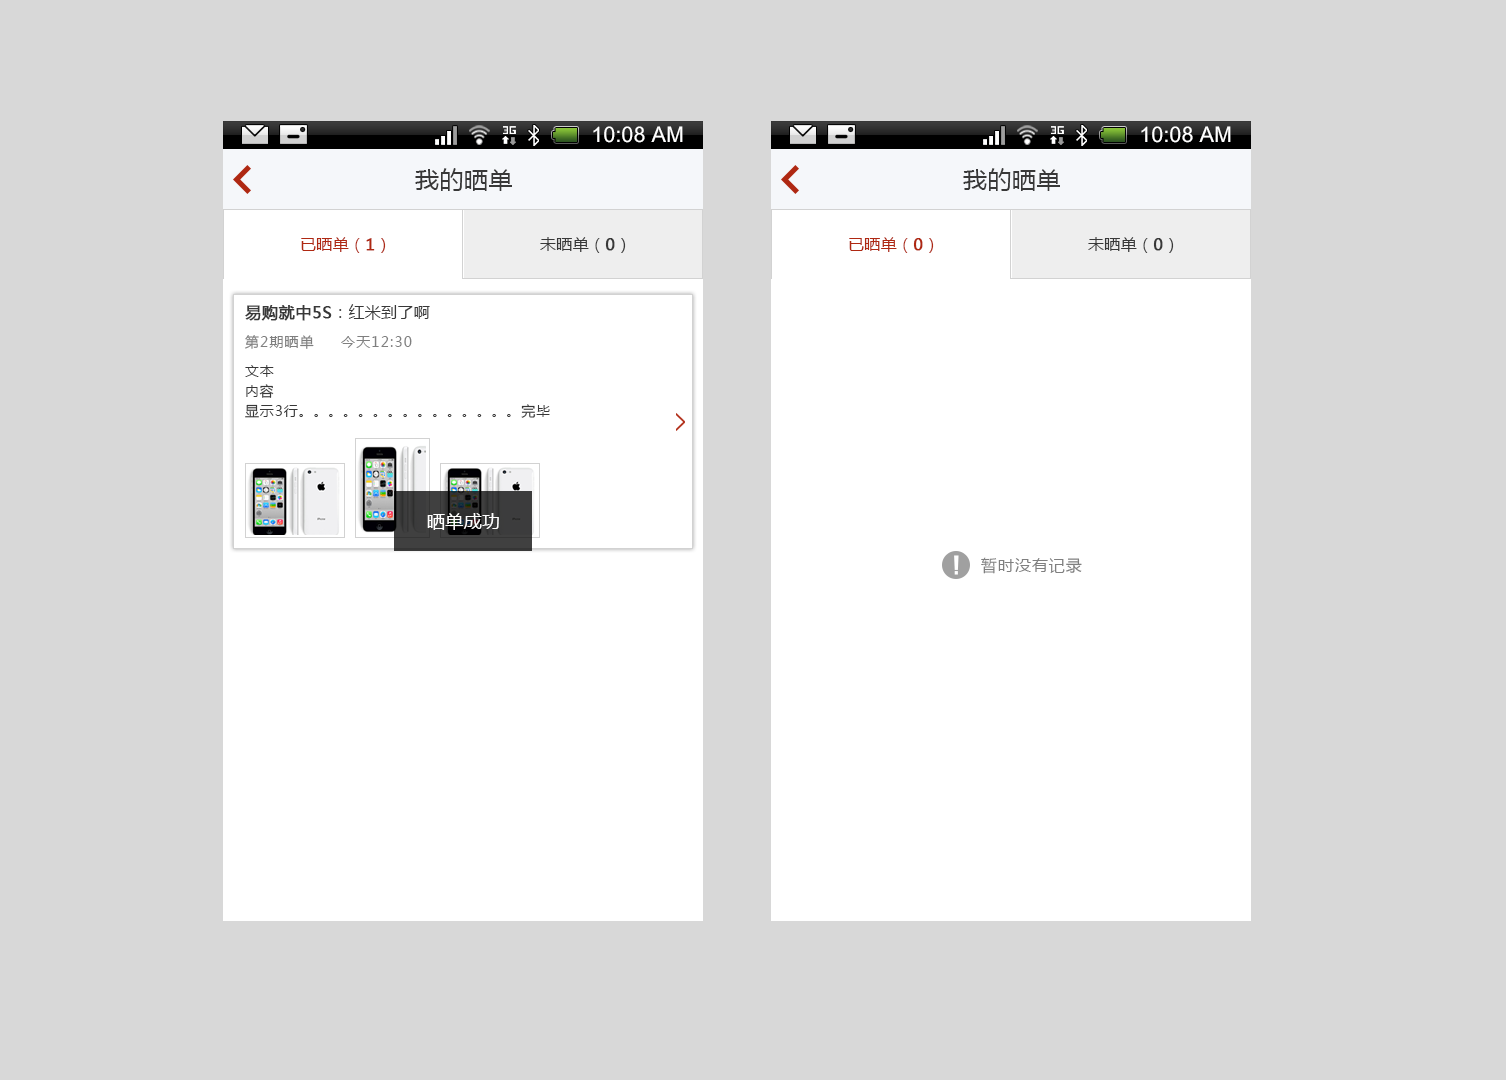 3G
10:08 AM
我的晒单
已晒单（1）
未晒单（0）
易购就中5S：红米到了啊
第2期晒单 今天12:30
文本
内容
显示3行。。。。。。。。。。。。。。。完毕
晒单成功
3G
10:08 AM
我的晒单
已晒单（0）
未晒单（0）
暂时没有记录